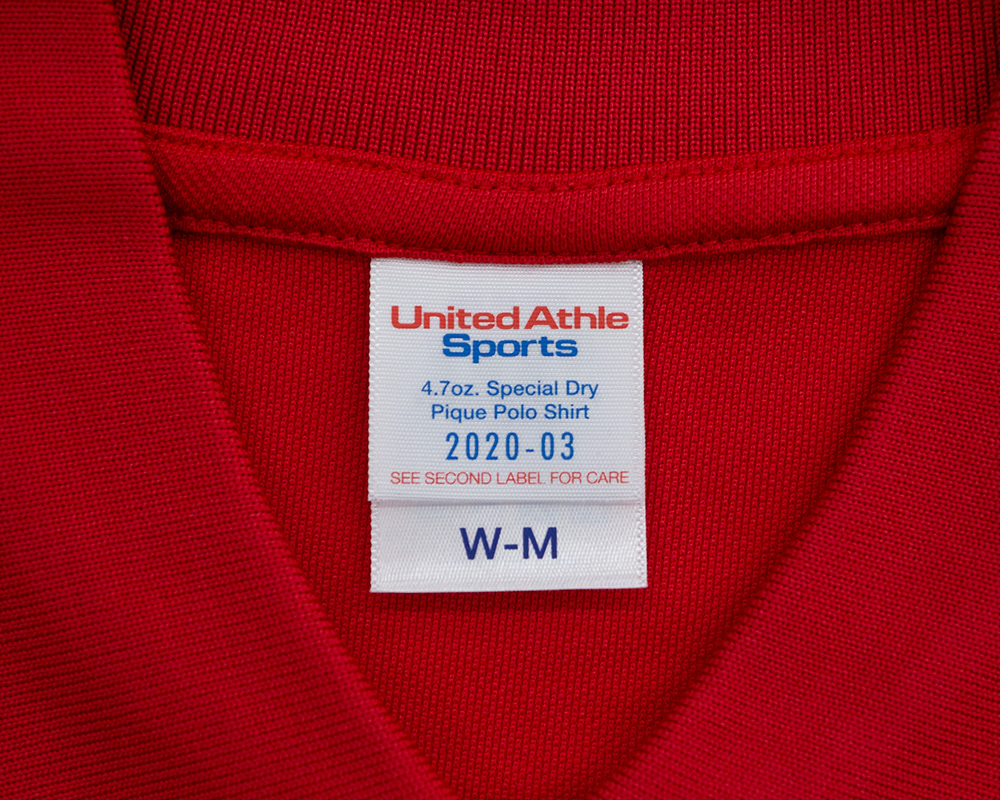 United Athle
Sports
4.7oz. Special Dry
Pique Polo Shirt
2020-03
SEE SECOND LABEL FOR CARE
W-M